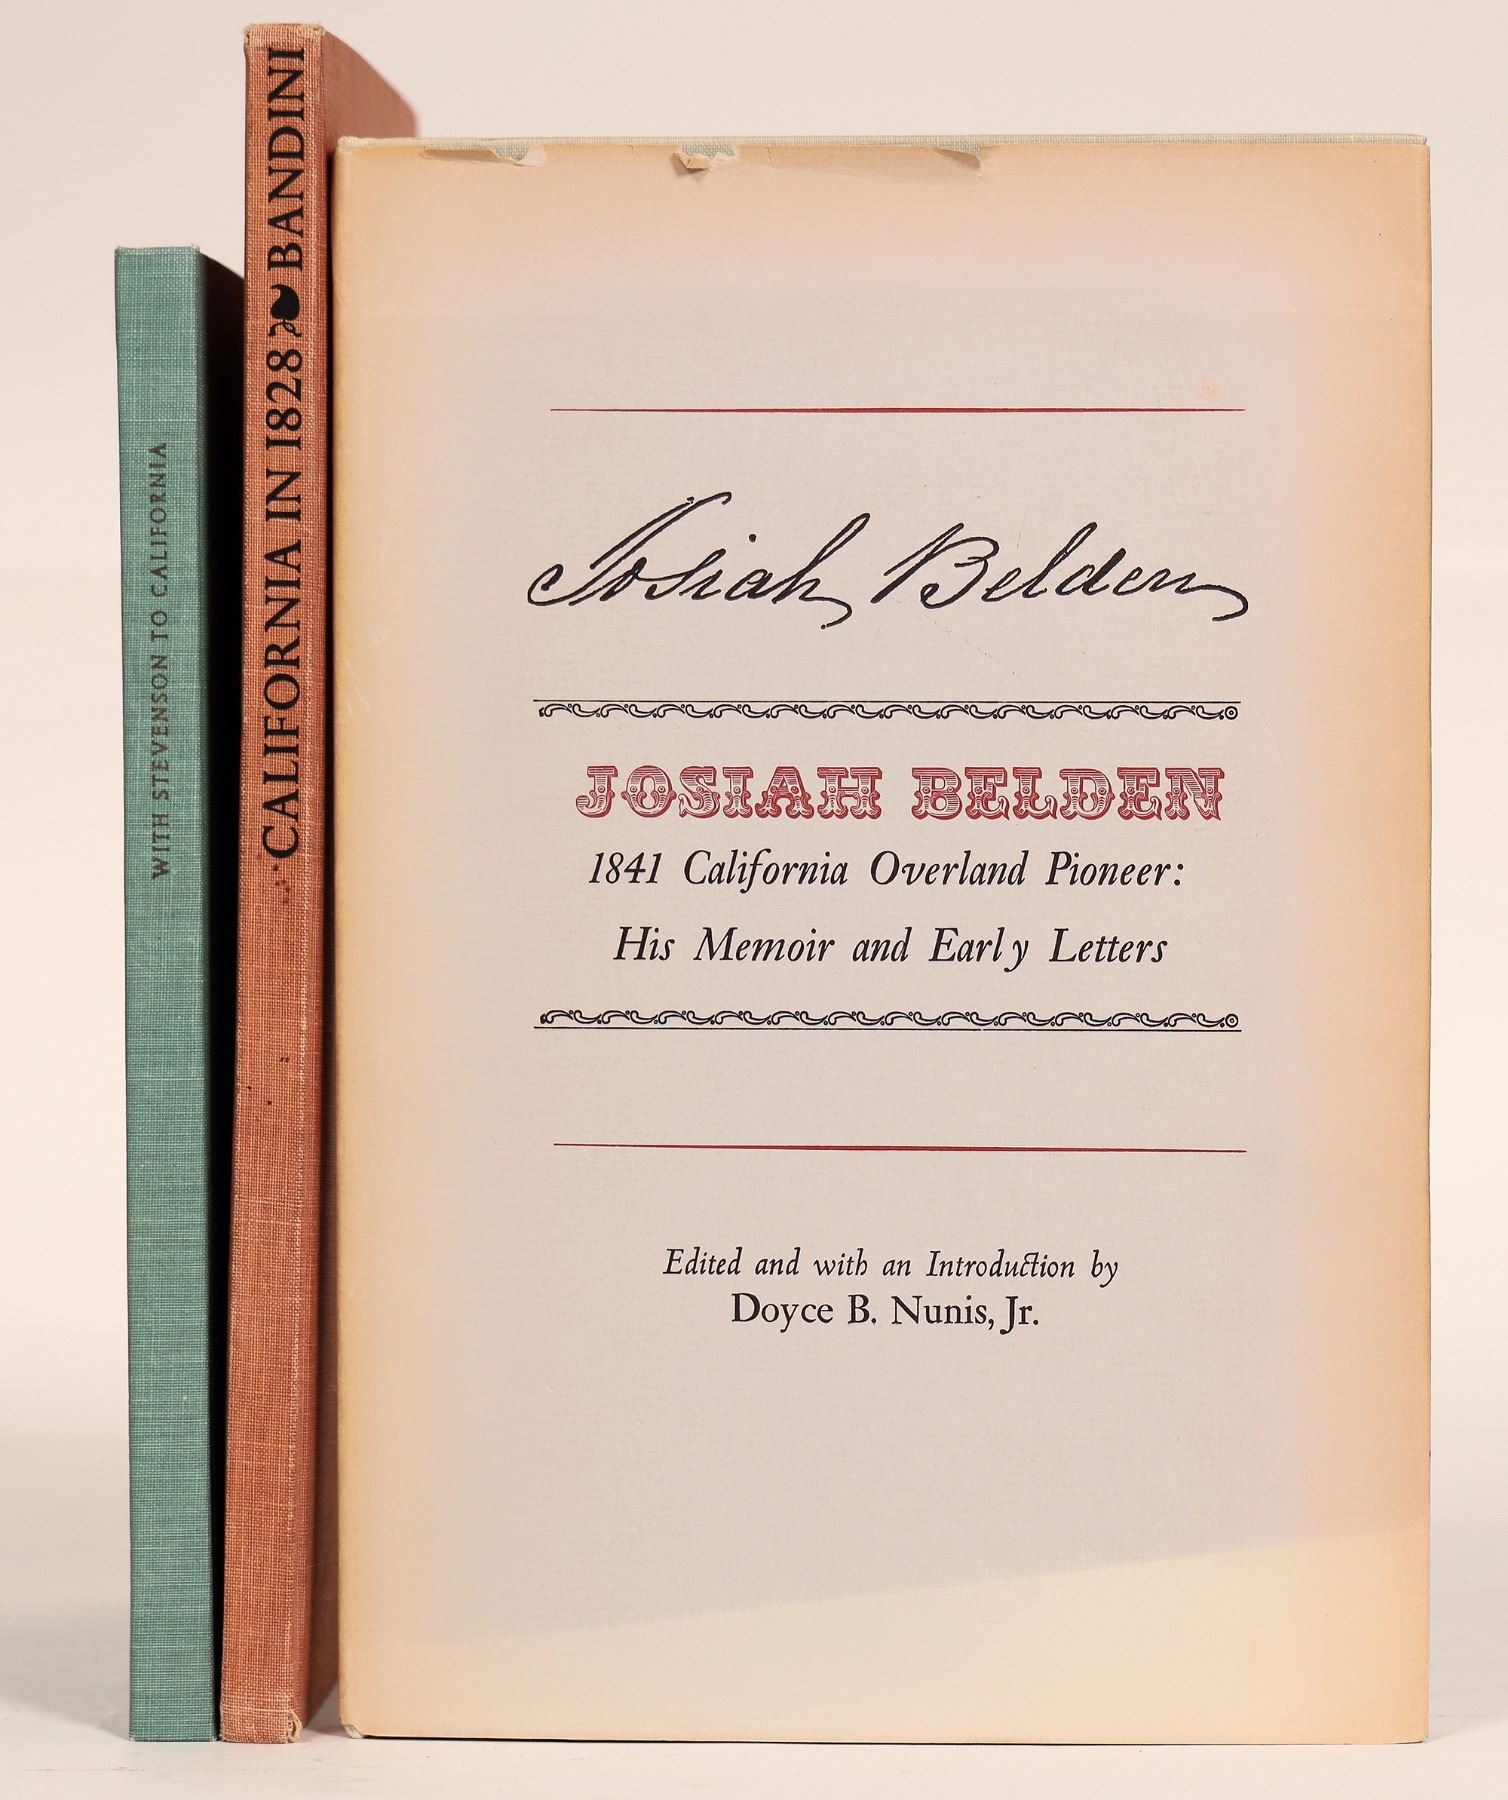 WITH STEVENSON TO CALIFORNIA
CALIFORNIA IN 1828 BANDINI
Josiah Belden
JOSIAH BELDEN
1841 California Overland Pioneer:
His Memoir and Early Letters
Edited and with an Introduction by
Doyce B. Nunis, Jr.